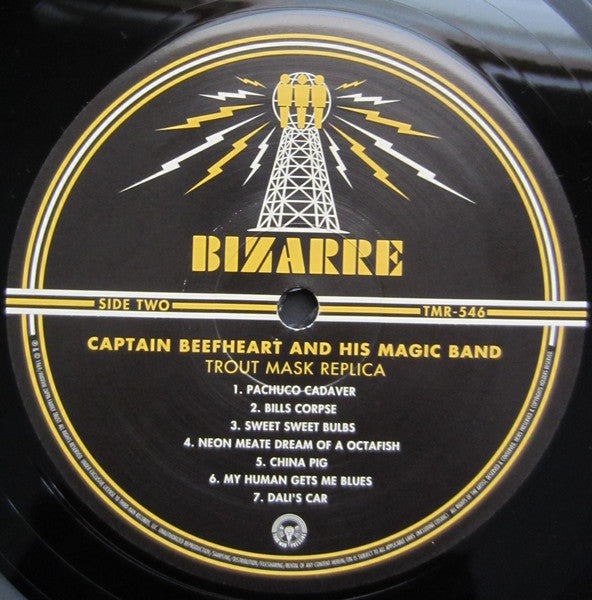 BIZARRE
SIDE TWO
TMR-546
CAPTAIN BEEFHEART AND HIS MAGIC BAND
TROUT MASK REPLICA
1. PACHUCO CADAVER
2. BILLS CORPSE
3. SWEET SWEET BULBS
4. NEON MEATE DREAM OF A OCTAFISH
5. CHINA PIG
6. MY HUMAN GETS ME BLUES
7. DALI'S CAR